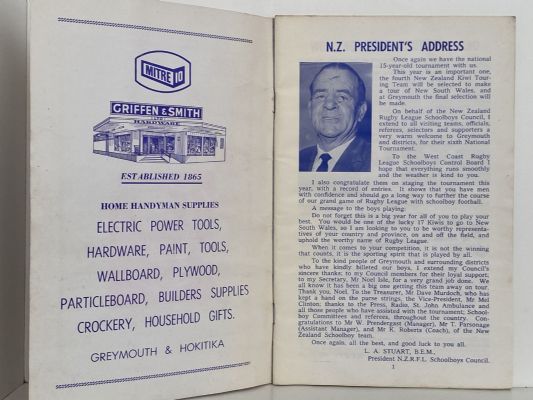 MITRE 10
GRIFFEN & SMITH
HARDWARE
ESTABLISHED 1865
HOME HANDYMAN SUPPLIES
ELECTRIC POWER TOOLS,
HARDWARE, PAINT, TOOLS,
WALLBOARD, PLYWOOD,
PARTICLEBOARD, BUILDERS SUPPLIES
CROCKERY, HOUSEHOLD GIFTS.
GREYMOUTH & HOKITIKA
N.Z. PRESIDENT'S ADDRESS
Once again we have the national
15-year-old tournament with us.
This year is an important one,
the fourth New Zealand Kiwi Tour-
ing Team will be selected to make
a tour of New South Wales, and
at Greymouth the final selection will
be made.
On behalf of the New Zealand
Rugby League Schoolboys Council, I
extend to all visiting teams, officials,
referees, selectors and supporters a
very warm welcome to Greymouth
and districts, for their sixth National
Tournament.
To the West Coast Rugby
League Schoolboys Control Board I
hope that everything runs smoothly
and the weather is kind to you.
I also congratulate them on staging the tournament this
year, with a record of entries. It shows that you have men
with confidence and should go a long way to further the course
of our grand game of Rugby League with schoolboy football.
A message to the boys playing:
Do not forget this is a big year for all of you to play your
best. You would be one of the lucky 17 Kiwis to go to New
South Wales, so I am looking to you to be worthy representa-
tives of your country and province, on and off the field, and
uphold the worthy name of Rugby League.
When it comes to your competition, it is not the winning
that counts, it is the sporting spirit that is played by all.
To the kind people of Greymouth and surrounding districts
who have kindly billeted our boys, I extend my Council's
sincere thanks; to my Council members for their loyal support;
to my Secretary, Mr Noel Isle, for a very grand job done. We
all know it has been a big one getting this team away on tour.
Thank you, Noel. To the Treasurer, Mr Dave Murdoch, who has
kept a hand on the purse strings, the Vice-President, Mr Mel
Clinton; thanks to the Press, Radio, St. John Ambulance and
all those people who have assisted with the tournament; School-
boy Committees and referees, throughout the country. Con-
gratulations to Mr W. Prendergast (Manager), Mr T. Parsonage
(Assistant Manager), and Mr K. Roberts (Coach), of the New
Zealand Schoolboy team.
Once again, all the best, and good luck to you all.
L. A. STUART, B.E.M.,
President N.Z.R.F.L. Schoolboys Council.
1